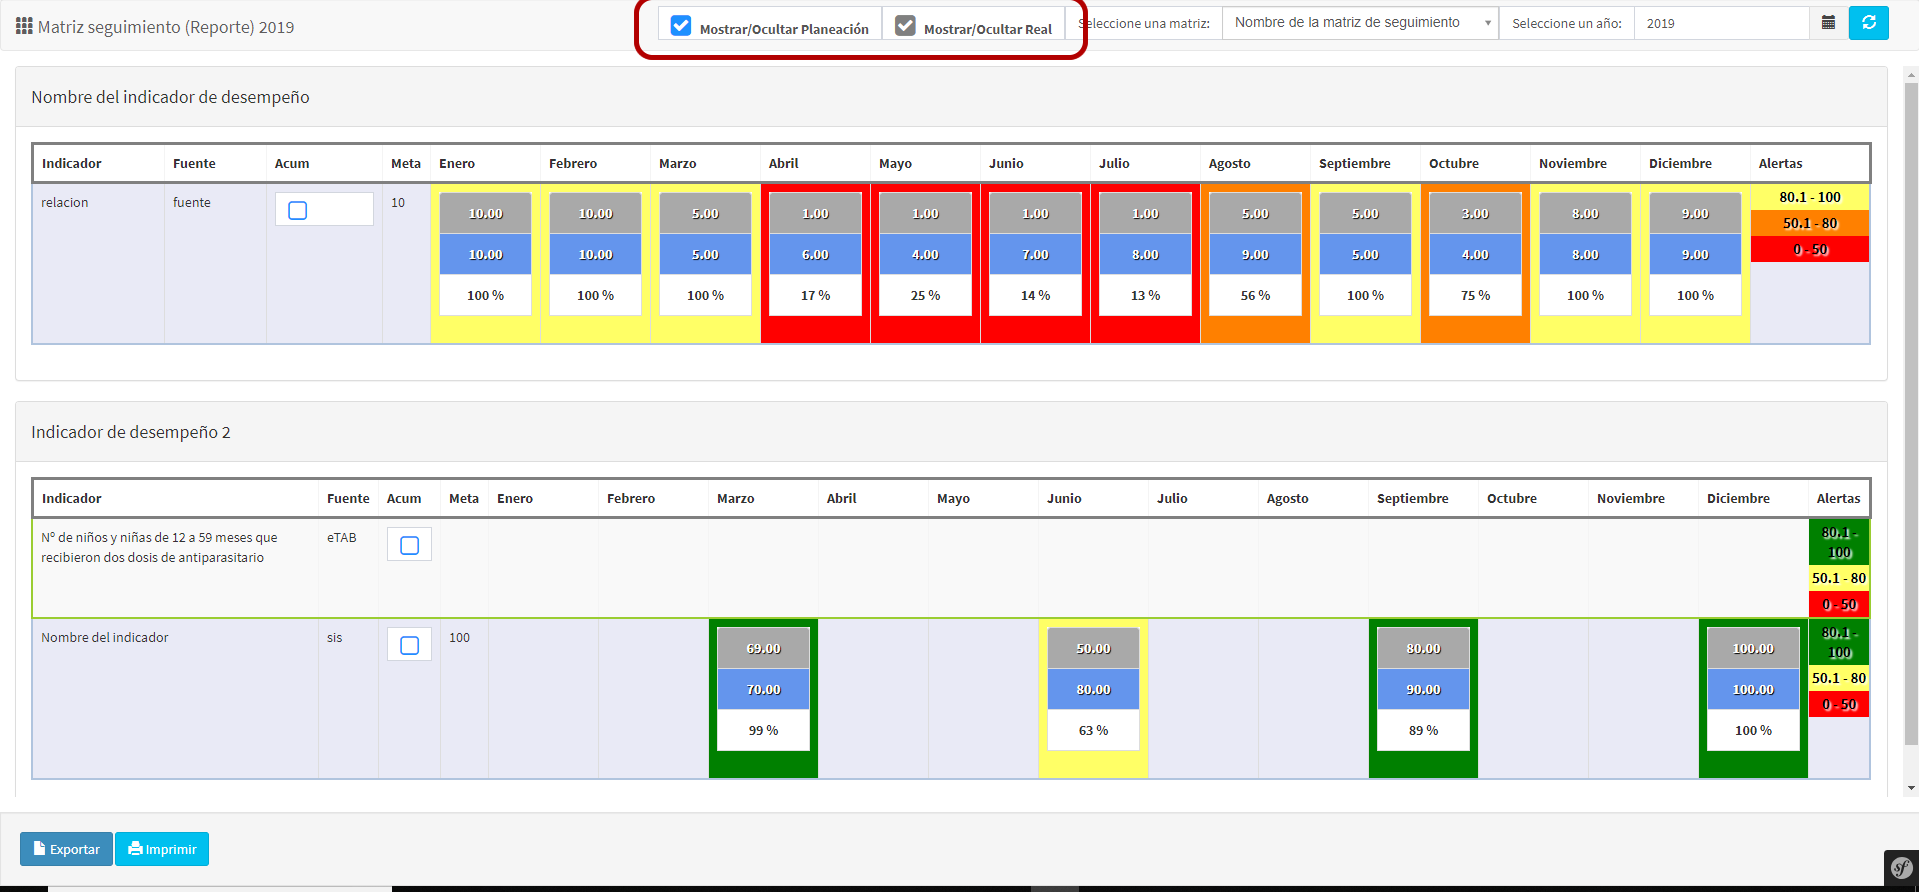 Matriz seguimiento (Reporte) 2019
Mostrar/Ocultar Planeación
Mostrar/Ocultar Real
Seleccione una matriz:
Nombre de la matriz de seguimiento
Seleccione un año:
2019
Nombre del indicador de desempeño
Indicador Fuente Acum Meta Enero Febrero Marzo Abril Mayo Junio Julio Agosto Septiembre Octubre Noviembre Diciembre Alertas
relacion fuente 10
10.00 10.00 5.00 1.00 1.00 1.00 1.00 5.00 5.00 3.00 8.00 9.00
10.00 10.00 5.00 6.00 4.00 7.00 8.00 9.00 5.00 4.00 8.00 9.00
100 % 100 % 100 % 17 % 25 % 14 % 13 % 56 % 100 % 75 % 100 % 100 %
80.1 - 100
50.1 - 80
0 - 50
Indicador de desempeño 2
Indicador Fuente Acum Meta Enero Febrero Marzo Abril Mayo Junio Julio Agosto Septiembre Octubre Noviembre Diciembre Alertas
Nº de niños y niñas de 12 a 59 meses que
recibieron dos dosis de antiparasitario
eTAB
80.1 -
100
50.1 - 80
0 - 50
Nombre del indicador sis 100
69.00 50.00 80.00 100.00
70.00 80.00 90.00 100.00
99 % 63 % 89 % 100 %
80.1 -
100
50.1 - 80
0 - 50
Exportar
Imprimir
sf